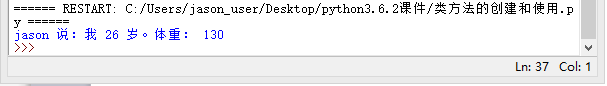 ====== RESTART: C:/Users/jason_user/Desktop/python3.6.2课件/类方法的创建和使用.p
y ======
jason 说: 我 26 岁。体重： 130
>>>
Ln: 37 Col: 1